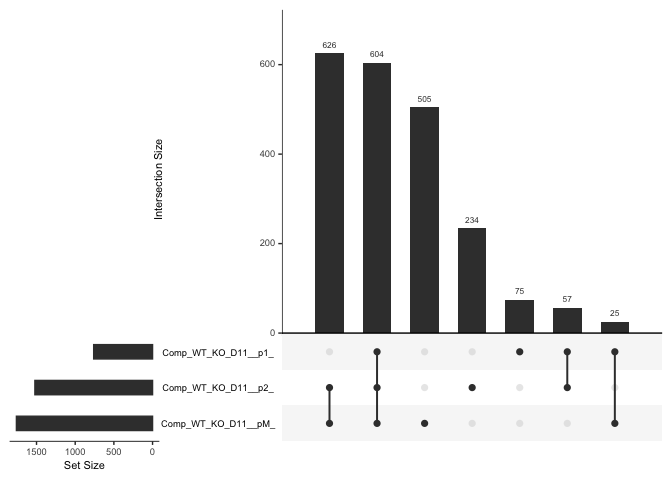 626
604
600
505
Intersection Size
400
234
200
75
57
25
0
Comp_WT_KO_D11__p1_
Comp_WT_KO_D11__p2_
Comp_WT_KO_D11__pM_
1500 1000 500 0
Set Size